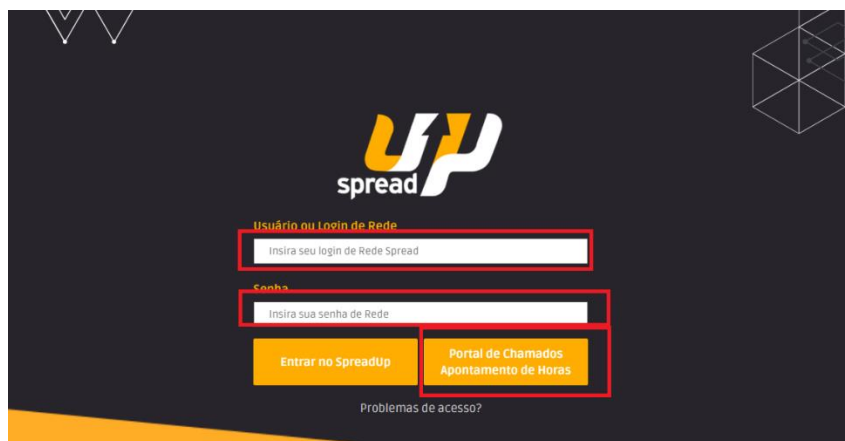 up
spread
Usuário ou Login de Rede
Insira seu login de Rede Spread
Senha
Insira sua senha de Rede
Entrar no SpreadUp
Portal de Chamados
Apontamento de Horas
Problemas de acesso?